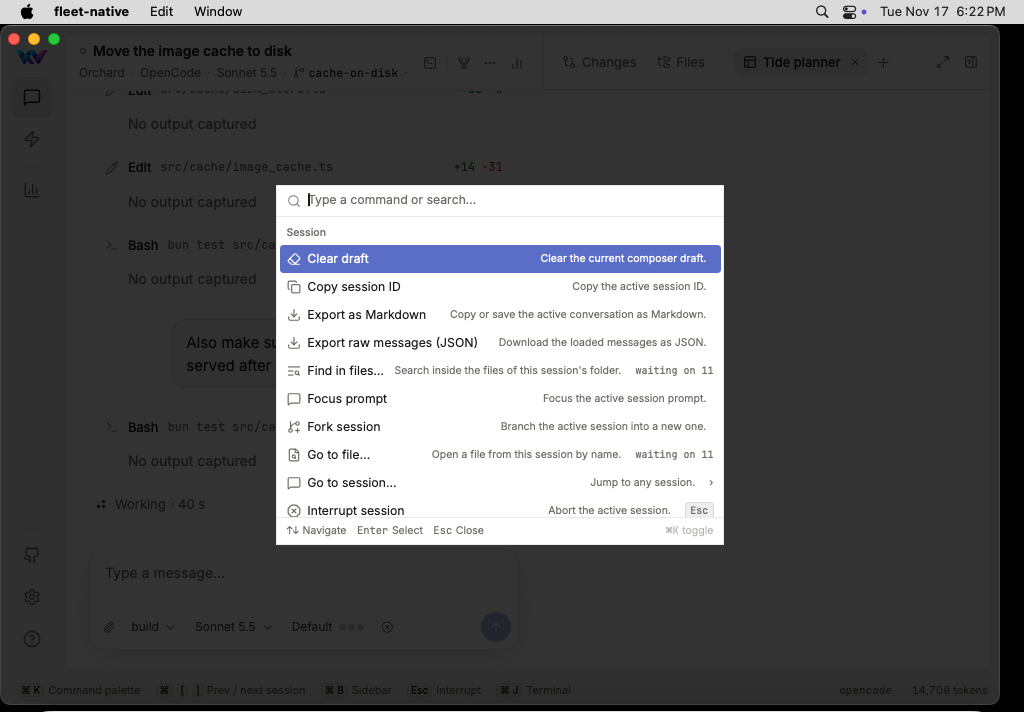 fleet-native Edit Window Tue Nov 17 6:22 PM
Move the image cache to disk
Orchard · OpenCode · Sonnet 5.5 · cache-on-disk ·
Changes Files Tide planner
Edit
No output captured
Edit src/cache/image_cache.ts +14 -31
No output captured
Bash bun test src/ca
No output captured
Also make su
served after
Bash bun test src/ca
No output captured
Working · 40 s
Type a command or search...
Session
Clear draft Clear the current composer draft.
Copy session ID Copy the active session ID.
Export as Markdown Copy or save the active conversation as Markdown.
Export raw messages (JSON) Download the loaded messages as JSON.
Find in files... Search inside the files of this session's folder. waiting on 11
Focus prompt Focus the active session prompt.
Fork session Branch the active session into a new one.
Go to file... Open a file from this session by name. waiting on 11
Go to session... Jump to any session. ›
Interrupt session Abort the active session. Esc
↑↓ Navigate Enter Select Esc Close ⌘K toggle
Type a message...
build Sonnet 5.5 Default
⌘ K Command palette ⌘ [ ] Prev / next session ⌘ B Sidebar Esc Interrupt ⌘ J Terminal opencode 14,708 tokens